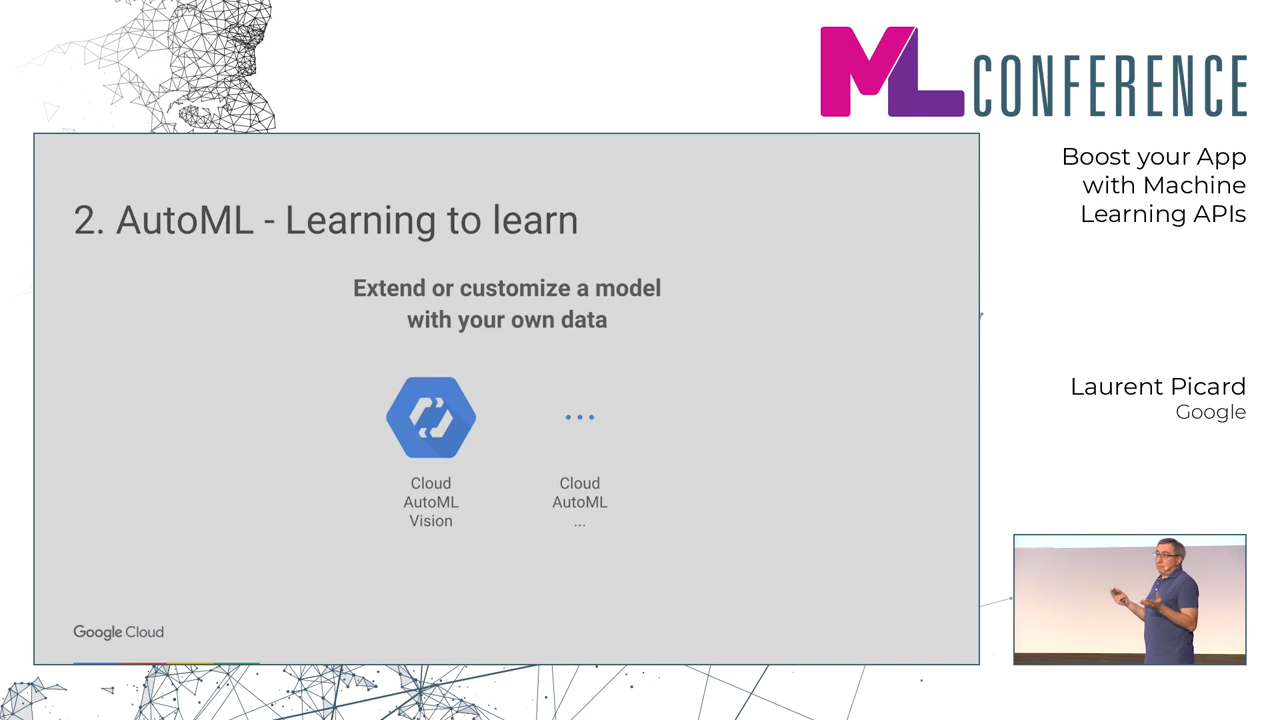 ML CONFERENCE
Boost your App
with Machine
Learning APIs
2. AutoML - Learning to learn
Extend or customize a model
with your own data
...
Cloud
AutoML
Vision
Cloud
AutoML
...
Google Cloud
Laurent Picard
Google